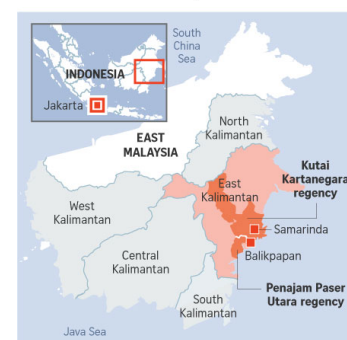 South
China
Sea
INDONESIA
Jakarta
EAST
MALAYSIA
North
Kalimantan
Kutai
Kartanegara
regency
East
Kalimantan
West
Kalimantan
Samarinda
Central
Kalimantan
Balikpapan
Penajam Paser
Utara regency
South
Kalimantan
Java Sea